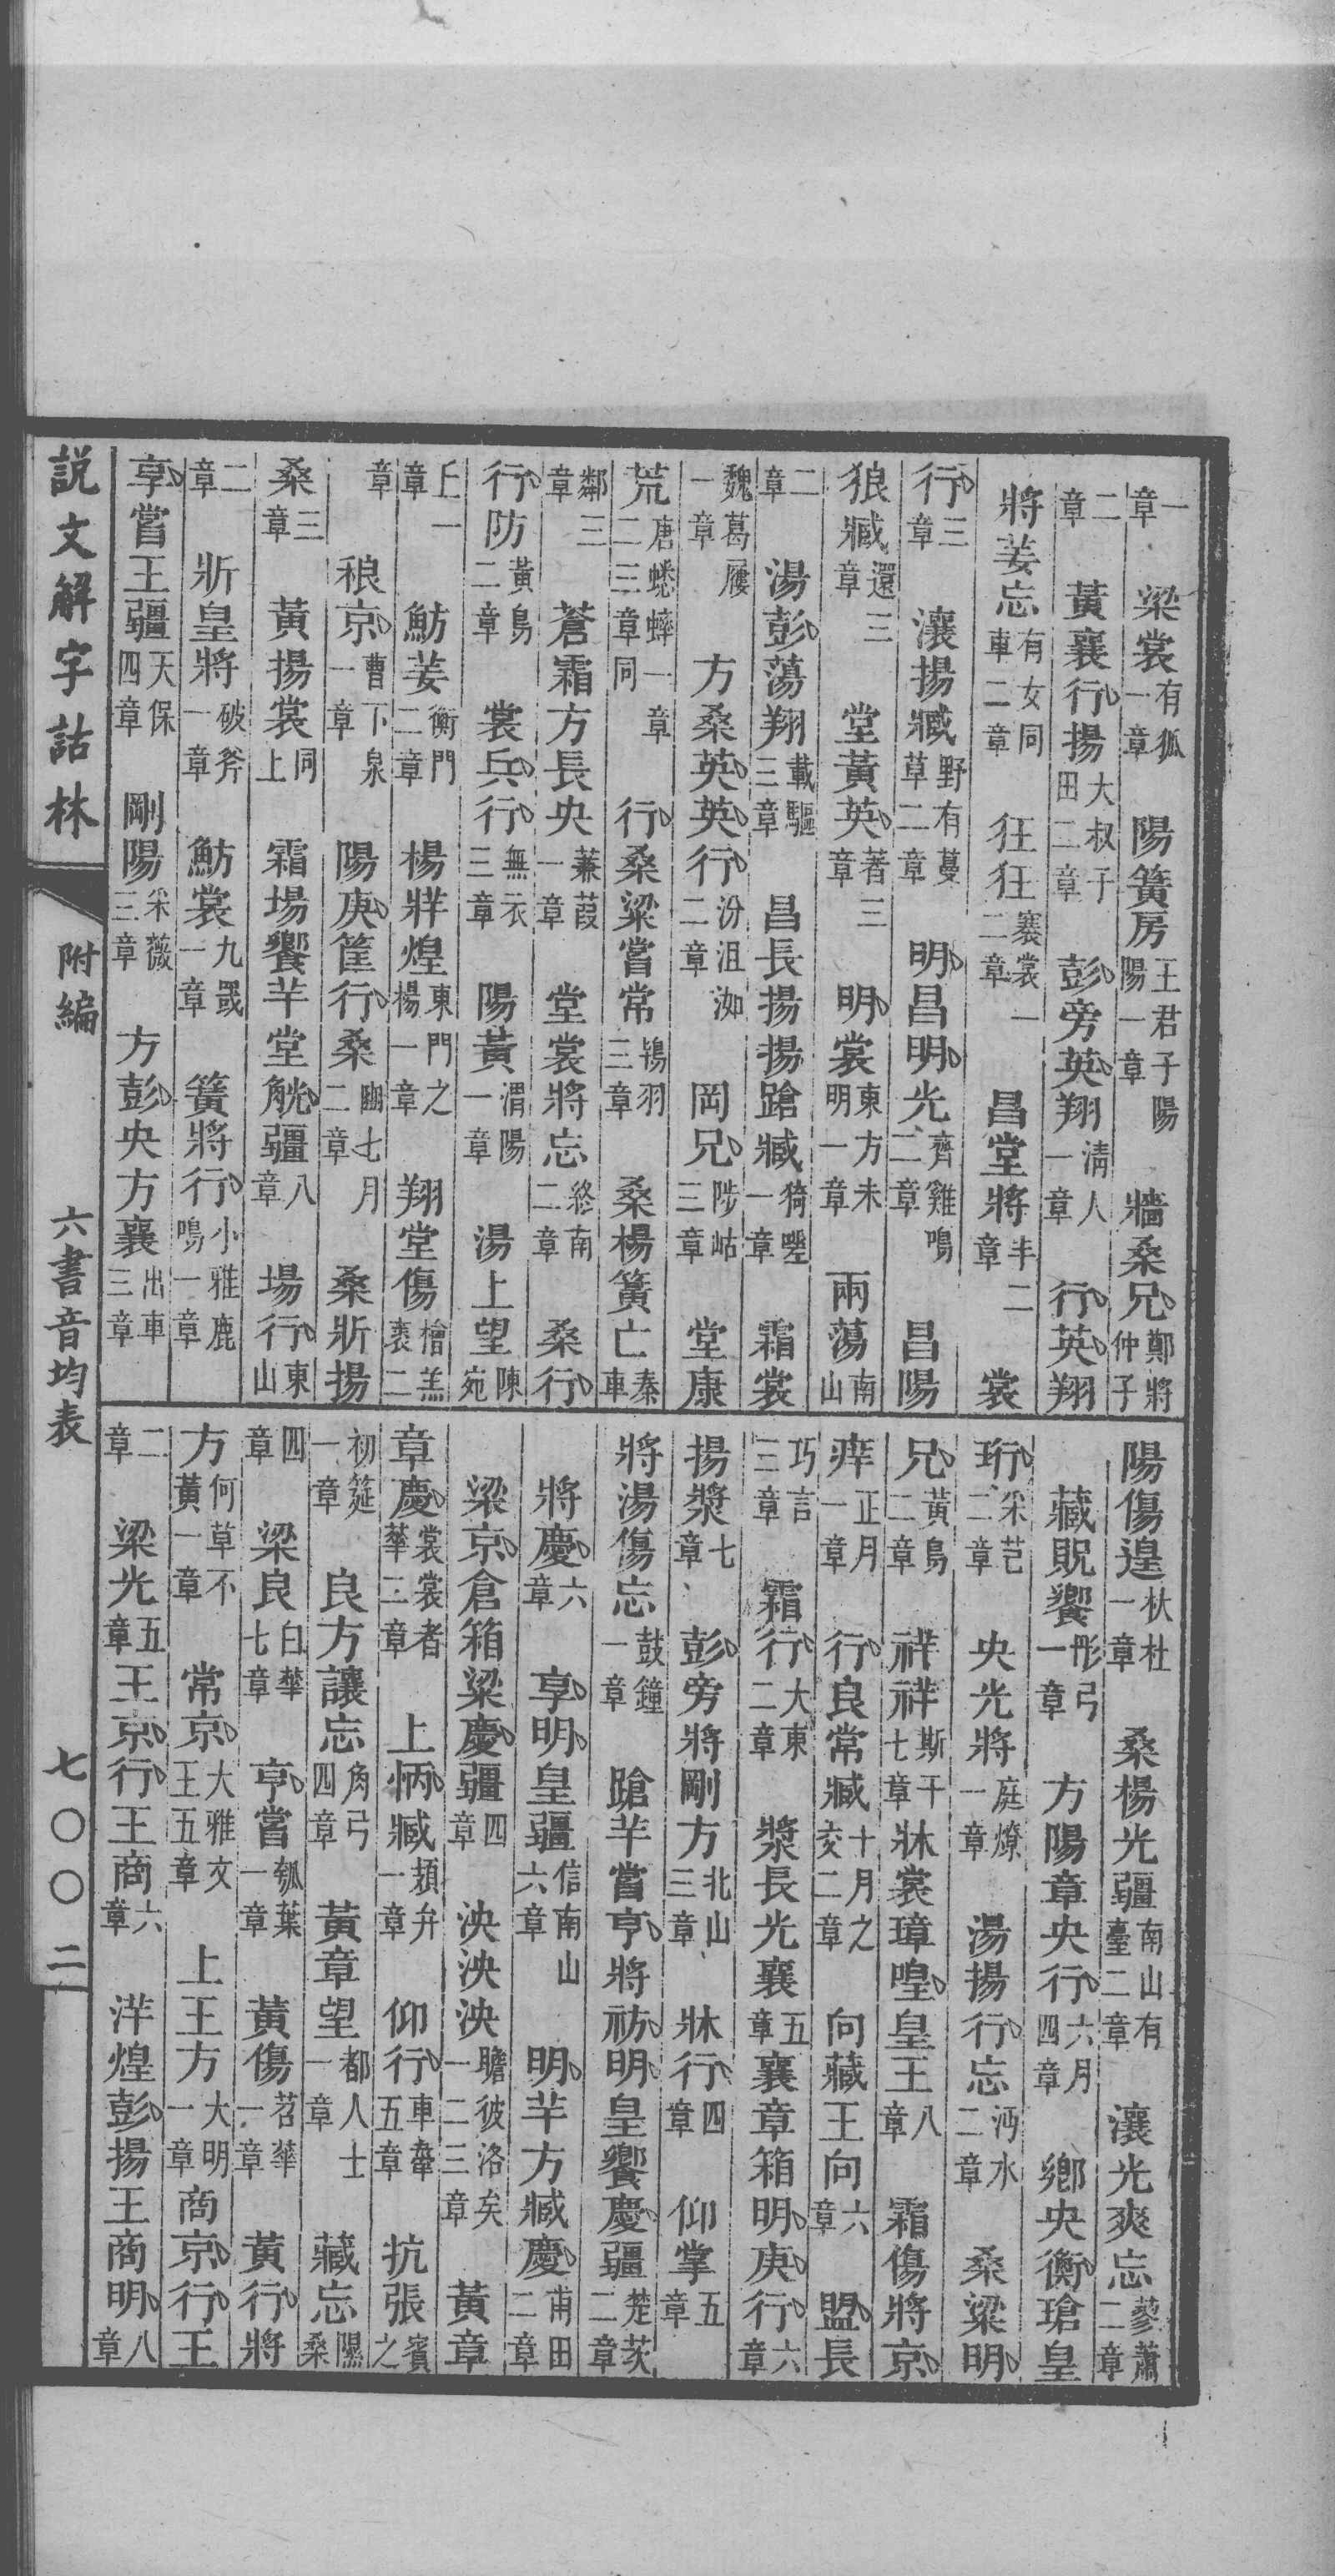 一章 梁裳有狐一章 陽簧房王君子陽陽一章 牆桑兄鄭將仲子
二章 黃襄行揚大叔于田二章 彭旁英翔清人一章 行英翔
將姜忘有女同車二章 狂狂褰裳一二章 昌堂將丰二章 裳
行三章 瀼揚臧野有蔓草二章 明昌明光齊雞鳴二章 昌陽
狼臧還三章 堂黃英著三章 明裳東方未明一章 兩蕩南山
二章 湯彭蕩翔載驅三章 昌長揚揚蹌臧猗嗟一章 霜裳
魏葛屨一章 方桑英英行汾沮洳二章 岡兄陟岵三章 堂康
荒唐蟋蟀一章二三章同 行桑粱嘗常鴇羽三章 桑楊簧亡秦車
鄰三章 蒼霜方長央蒹葭一章 堂裳將忘終南二章 桑行
行防黃鳥二章 裳兵行無衣三章 陽黃渭陽一章 湯上望陳宛
丘一章 魴姜衡門二章 楊牂煌東門之楊一章 翔堂傷檜羔裘二
章 稂京曹下泉一章 陽庚筐行桑豳七月二章 桑斨揚
桑三章 黃揚裳同上 霜場饗羊堂觥疆八章 場行東山
二章 斨皇將破斧一章 魴裳九罭一章 簧將行小雅鹿鳴一章
享嘗王疆天保四章 剛陽采薇三章 方彭央方襄出車三章
陽傷遑杕杜一章 桑楊光疆南山有臺二章 瀼光爽忘蓼蕭二章
藏貺饗彤弓一章 方陽章央行六月四章 鄉央衡瑲皇
珩采芑二章 央光將庭燎一章 湯揚行忘沔水二章 桑粱明
兄黃鳥二章 祥祥斯干七章 牀裳璋喤皇王八章 霜傷將京
痒正月一章 行良常臧十月之交二章 向藏王向六章 盟長
巧言三章 霜行大東二章 漿長光襄五章 襄章箱明庚行六章
揚漿七章 彭旁將剛方北山三章 牀行四章 仰掌五章
將湯傷忘鼓鐘一章 蹌羊嘗亨將祊明皇饗慶疆楚茨二章
將慶六章 享明皇疆信南山六章 明羊方臧慶甫田二章
梁京倉箱粱慶疆四章 泱泱泱瞻彼洛矣一二三章 黃章
章慶裳裳者華二章 上怲臧頍弁一章 仰行車舝五章 抗張賓之
初筵一章 良方讓忘角弓四章 黃章望都人士一章 藏忘隰桑
四章 梁良白華七章 亨嘗瓠葉一章 黃傷苕華一章 黃行將
方何草不黃一章 常京大雅文王五章 上王方大明一章 商京行王
二章 梁光五章 王京行王商六章 洋煌彭揚王商明八章
說文解字詁林 附編 六書音均表 七〇〇二